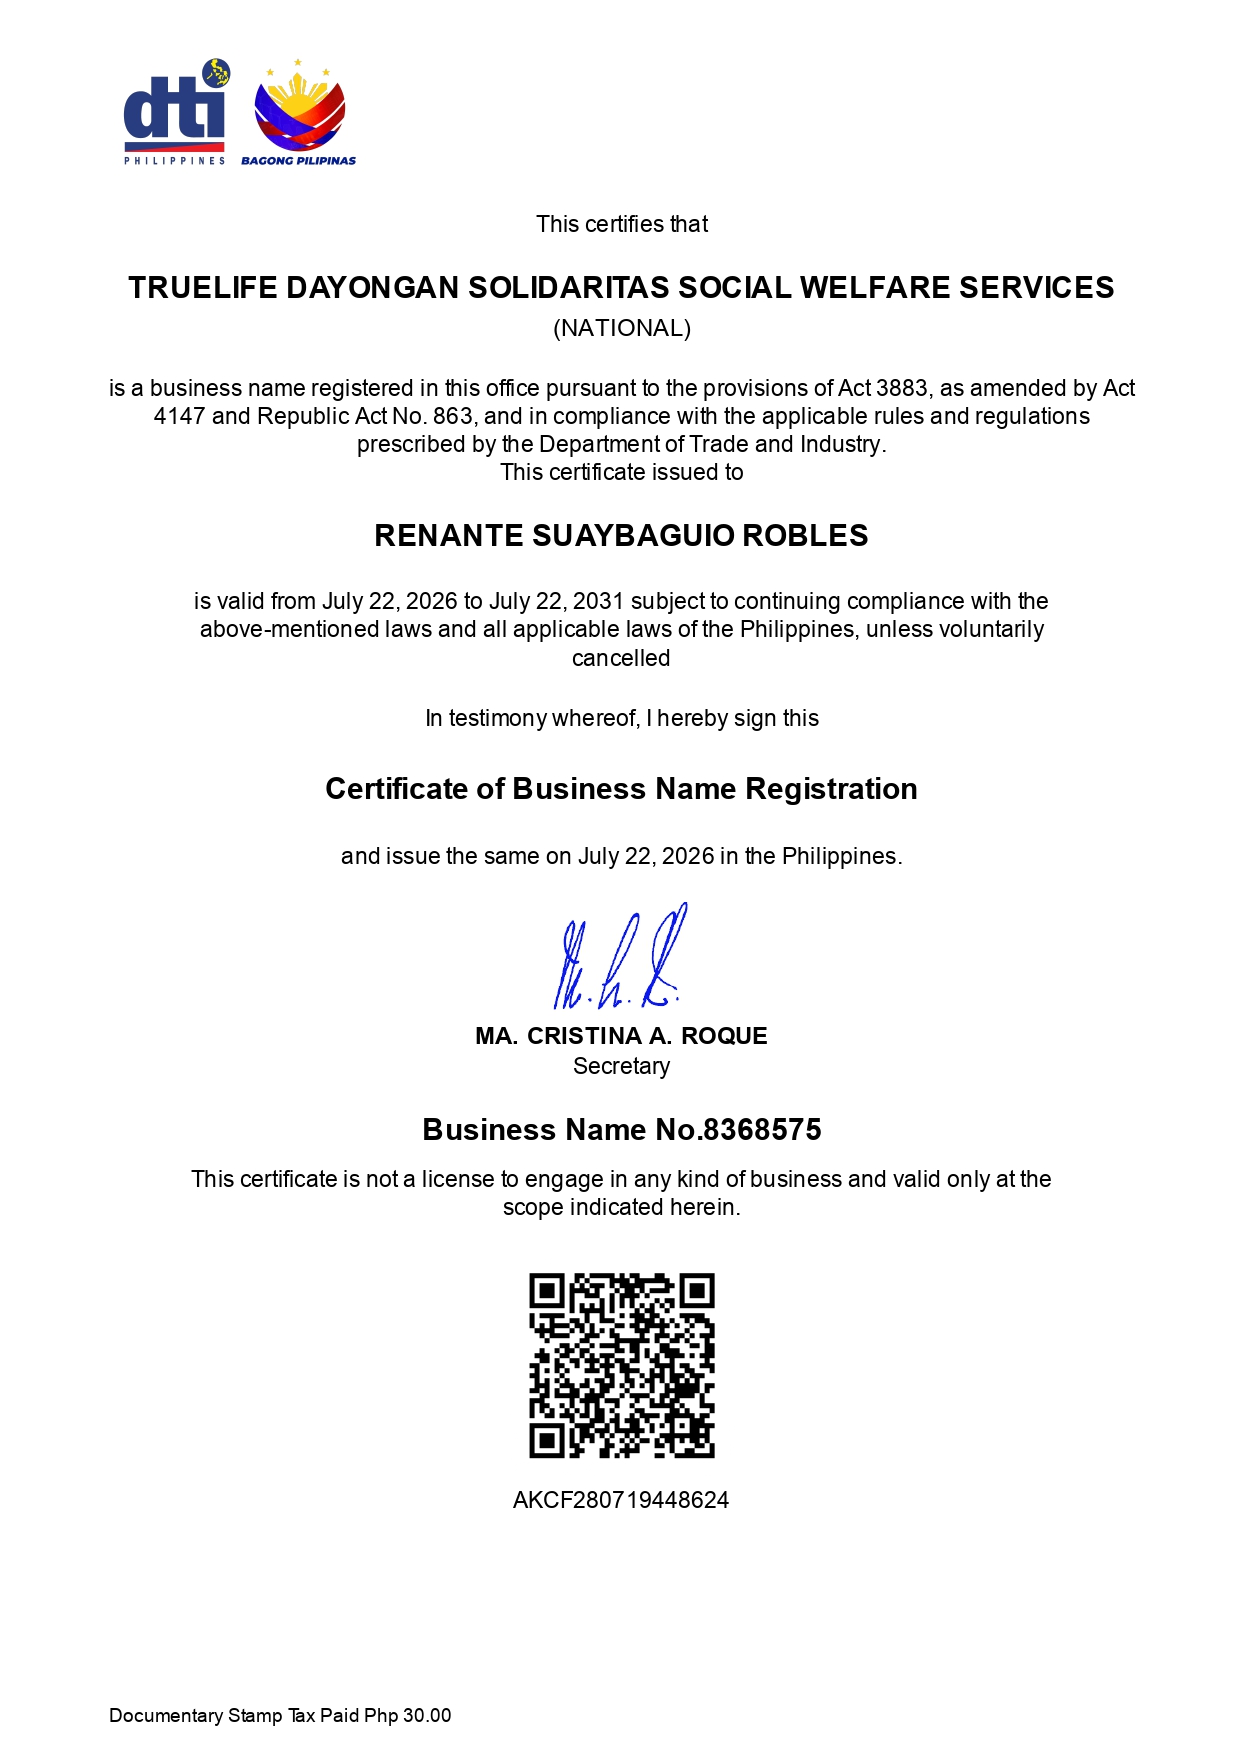 dti
PHILIPPINES
BAGONG PILIPINAS
This certifies that
TRUELIFE DAYONGAN SOLIDARITAS SOCIAL WELFARE SERVICES
(NATIONAL)
is a business name registered in this office pursuant to the provisions of Act 3883, as amended by Act
4147 and Republic Act No. 863, and in compliance with the applicable rules and regulations
prescribed by the Department of Trade and Industry.
This certificate issued to
RENANTE SUAYBAGUIO ROBLES
is valid from July 22, 2026 to July 22, 2031 subject to continuing compliance with the
above-mentioned laws and all applicable laws of the Philippines, unless voluntarily
cancelled
In testimony whereof, I hereby sign this
Certificate of Business Name Registration
and issue the same on July 22, 2026 in the Philippines.
MA. CRISTINA A. ROQUE
Secretary
Business Name No.8368575
This certificate is not a license to engage in any kind of business and valid only at the
scope indicated herein.
AKCF280719448624
Documentary Stamp Tax Paid Php 30.00